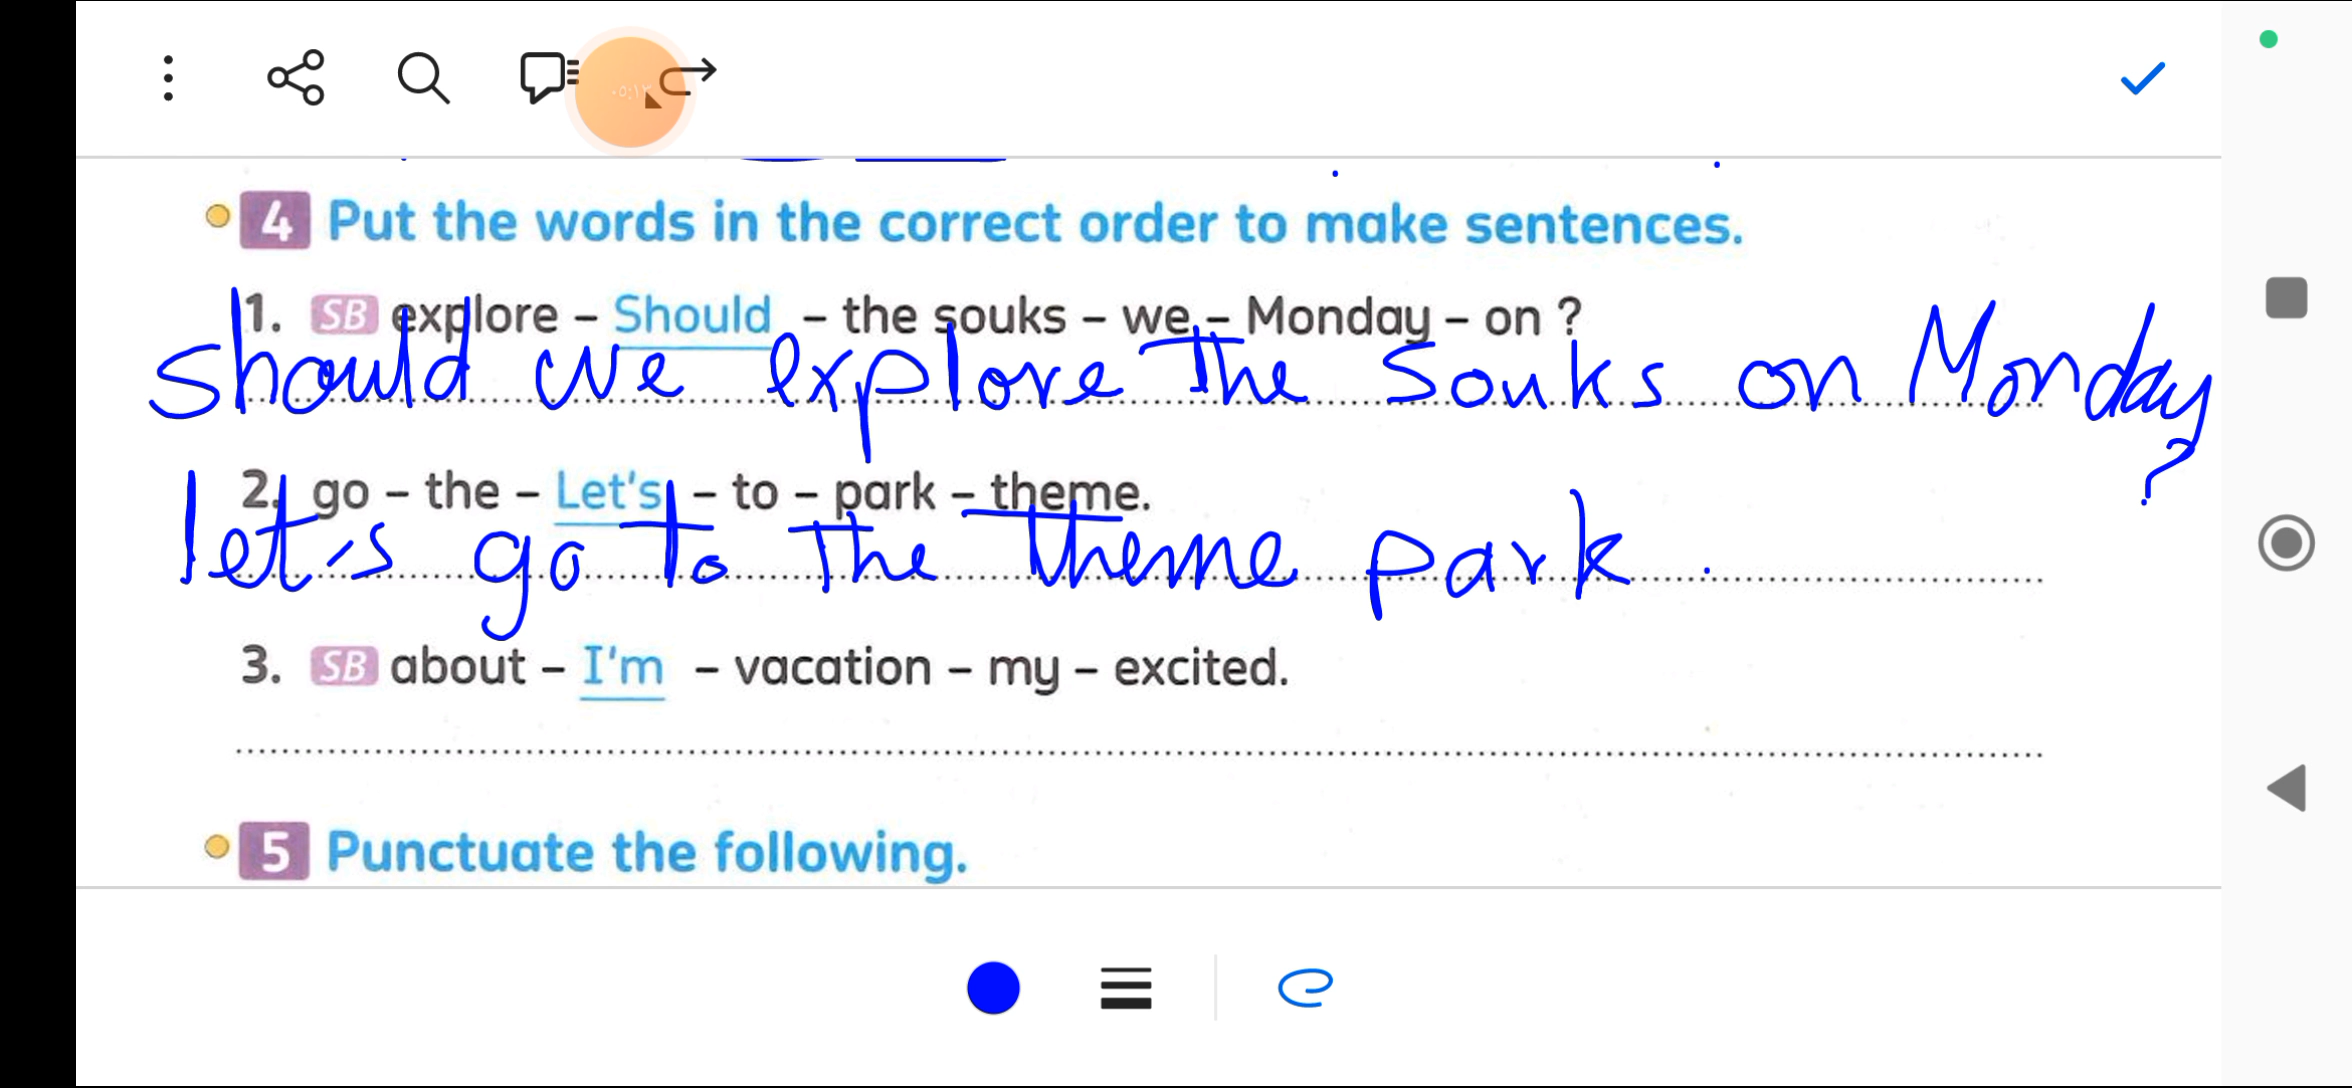 4 Put the words in the correct order to make sentences.
1. SB explore – Should – the souks – we – Monday – on ?
should we explore the souks on Monday
?
2. go – the – Let's – to – park – theme.
let's go to the theme park .
3. SB about – I'm – vacation – my – excited.
5 Punctuate the following.